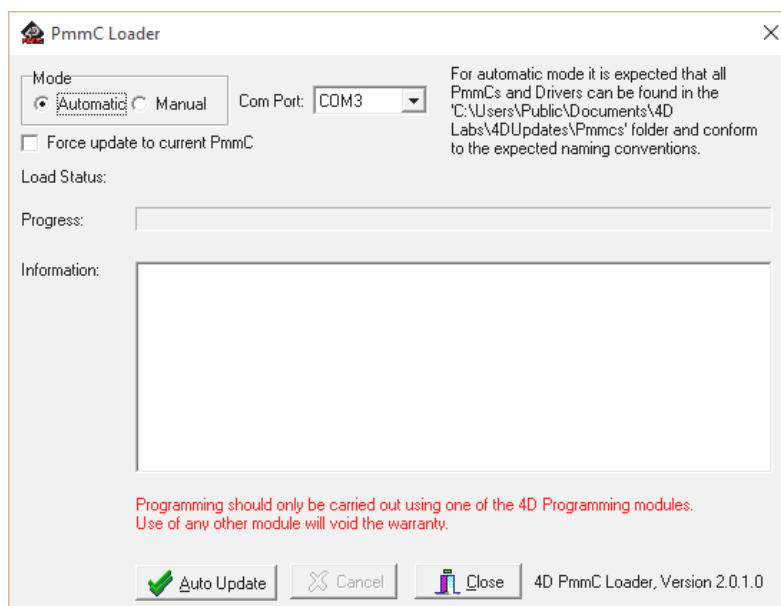 PmmC Loader
Mode
Automatic Manual
Com Port: COM3
For automatic mode it is expected that all
PmmCs and Drivers can be found in the
'C:\Users\Public\Documents\4D
Labs\4DUpdates\Pmmcs' folder and conform
to the expected naming conventions.
Force update to current PmmC
Load Status:
Progress:
Information:
Programming should only be carried out using one of the 4D Programming modules.
Use of any other module will void the warranty.
Auto Update Cancel Close 4D PmmC Loader, Version 2.0.1.0